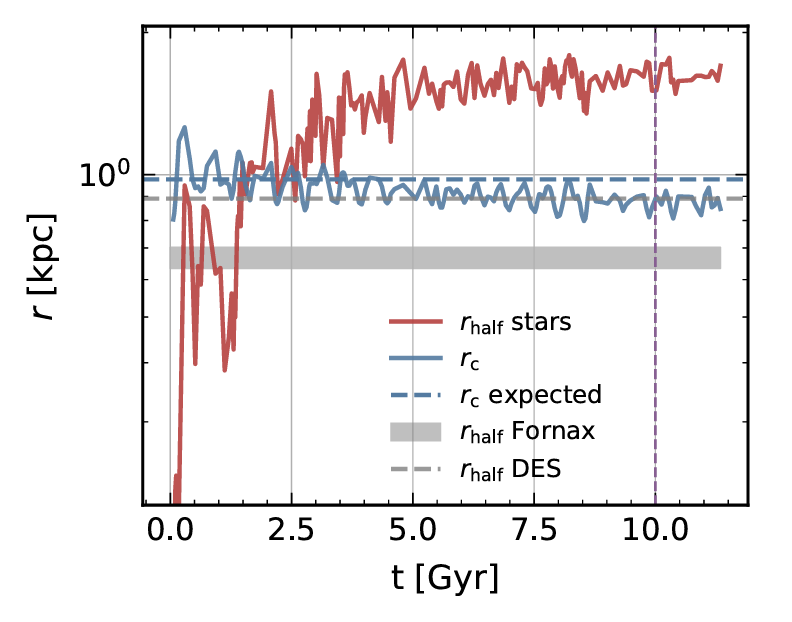 10⁰
r [kpc]
r_half stars
r_c
r_c expected
r_half Fornax
r_half DES
0.0 2.5 5.0 7.5 10.0
t [Gyr]